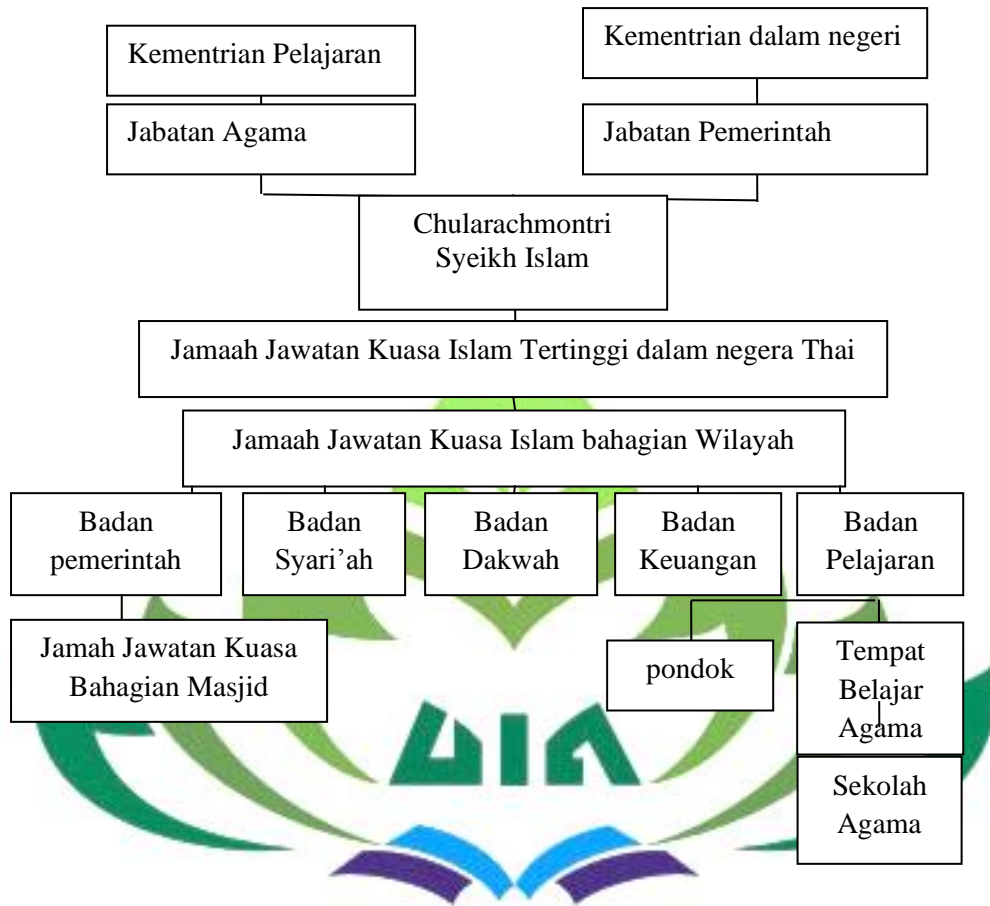 Kementrian Pelajaran
Kementrian dalam negeri
Jabatan Agama
Jabatan Pemerintah
Chularachmontri
Syeikh Islam
Jamaah Jawatan Kuasa Islam Tertinggi dalam negera Thai
Jamaah Jawatan Kuasa Islam bahagian Wilayah
Badan
pemerintah
Badan
Syari’ah
Badan
Dakwah
Badan
Keuangan
Badan
Pelajaran
Jamah Jawatan Kuasa
Bahagian Masjid
pondok
Tempat
Belajar
Agama
Sekolah
Agama